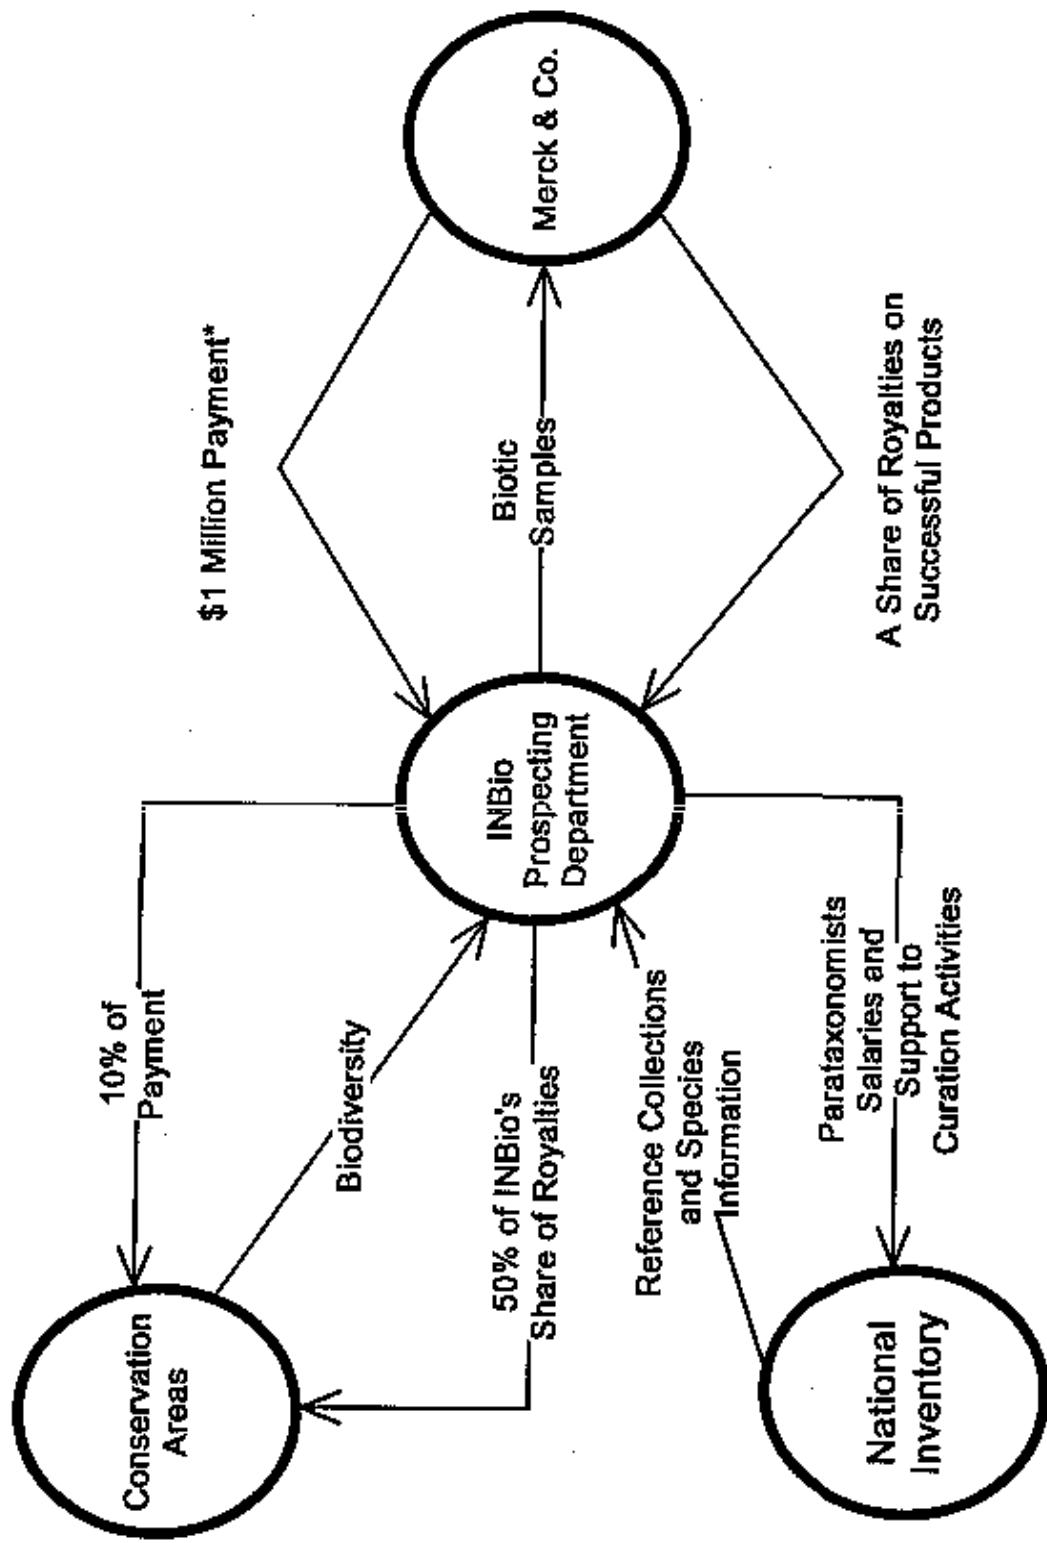 Conservation
Areas
10% of
Payment
Biodiversity
50% of INBio's
Share of Royalties
National
Inventory
Reference Collections
and Species
Information
Parataxonomists
Salaries and
Support to
Curation Activities
INBio
Prospecting
Department
$1 Million Payment*
Biotic
Samples
A Share of Royalties on
Successful Products
Merck & Co.